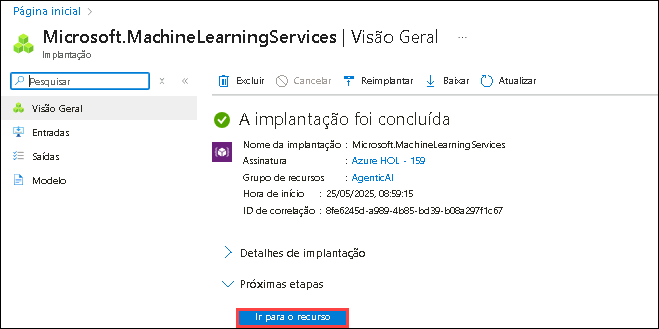 Página inicial >
Microsoft.MachineLearningServices | Visão Geral ...
Implantação
Pesquisar
Excluir Cancelar Reimplantar Baixar Atualizar
Visão Geral
Entradas
Saídas
Modelo
A implantação foi concluída
Nome da implantação : Microsoft.MachineLearningServices
Assinatura : Azure HOL - 159
Grupo de recursos : AgenticAI
Hora de início : 25/05/2025, 08:59:15
ID de correlação : 8fe6245d-a989-4b85-bd39-b08a297f1c67
Detalhes de implantação
Próximas etapas
Ir para o recurso